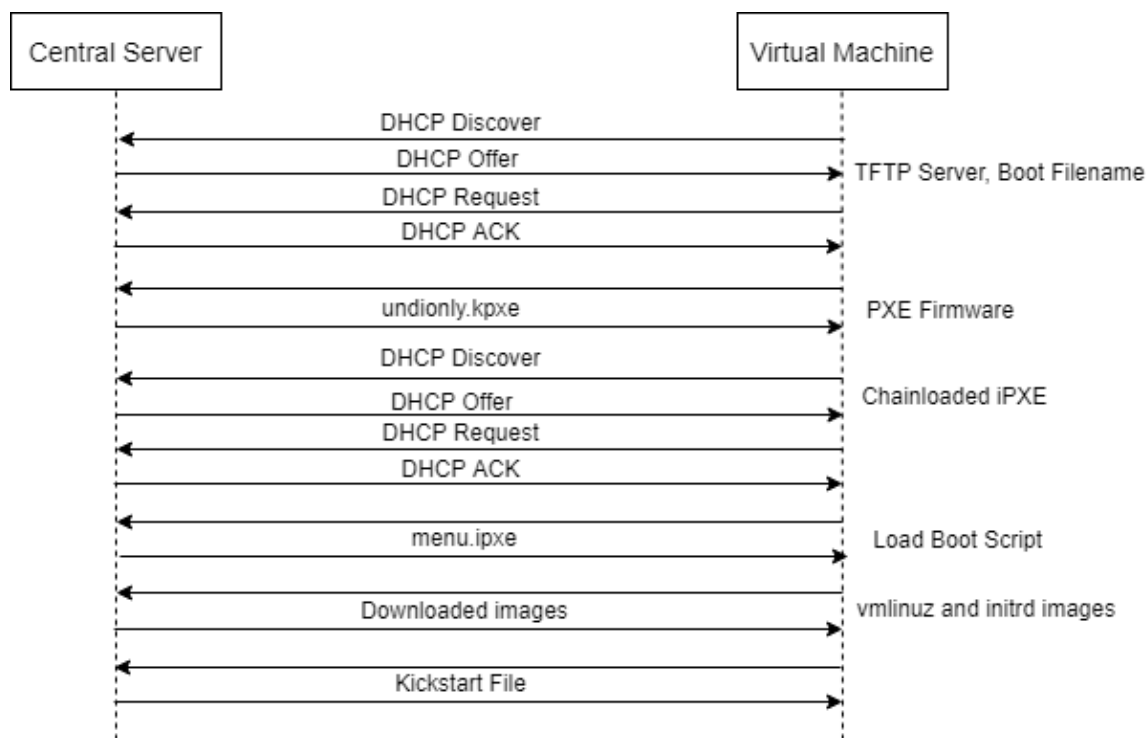 Central Server
Virtual Machine
DHCP Discover
DHCP Offer
TFTP Server, Boot Filename
DHCP Request
DHCP ACK
undionly.kpxe
PXE Firmware
DHCP Discover
Chainloaded iPXE
DHCP Offer
DHCP Request
DHCP ACK
menu.ipxe
Load Boot Script
Downloaded images
vmlinuz and initrd images
Kickstart File